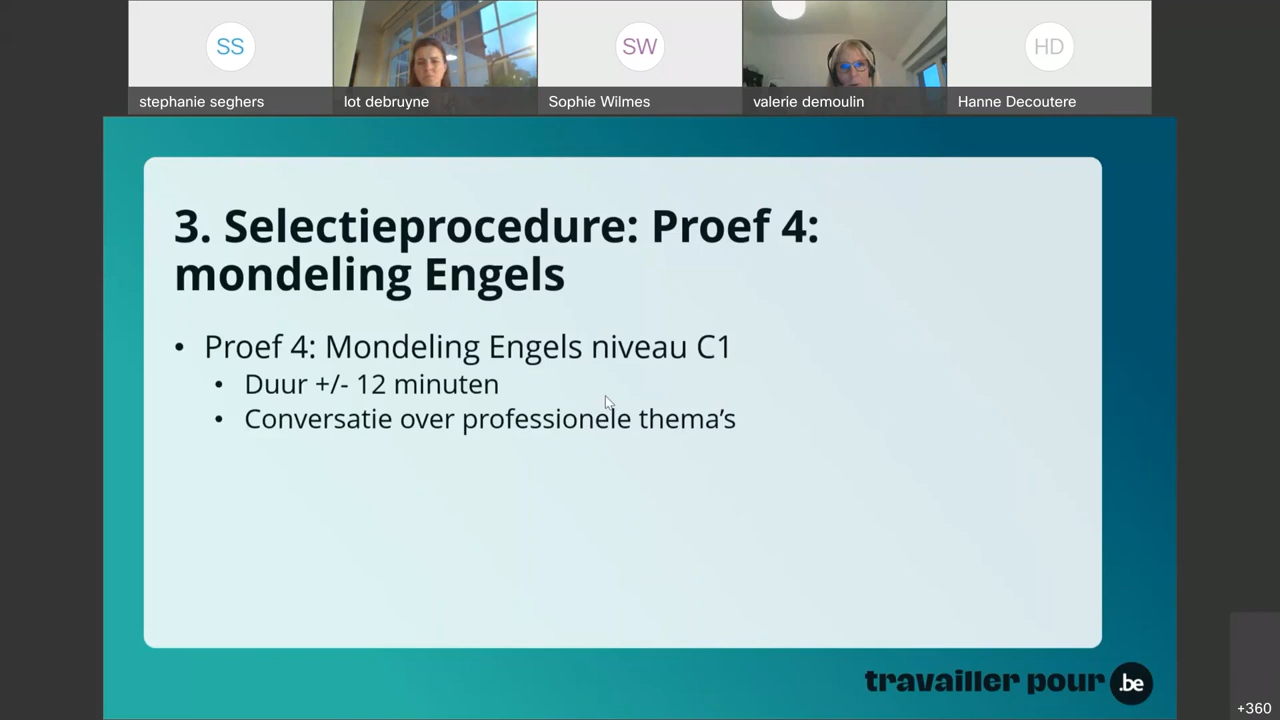 SS
SW
HD
stephanie seghers
lot debruyne
Sophie Wilmes
valerie demoulin
Hanne Decoutere
3. Selectieprocedure: Proef 4:
mondeling Engels
• Proef 4: Mondeling Engels niveau C1
• Duur +/- 12 minuten
• Conversatie over professionele thema’s
travailler pour .be
+360